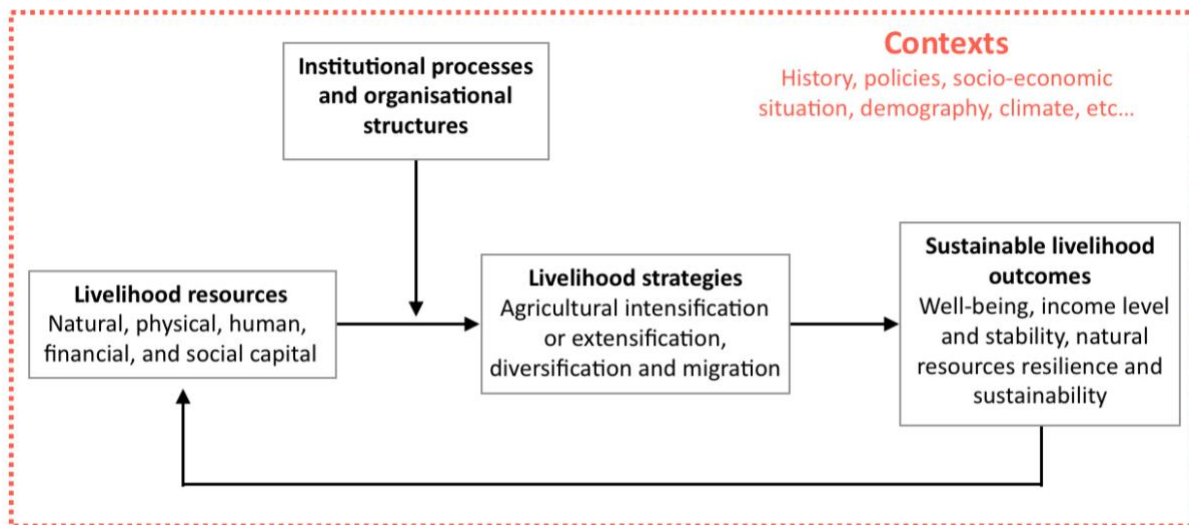 Institutional processes
and organisational
structures
Contexts
History, policies, socio-economic
situation, demography, climate, etc...
Livelihood resources
Natural, physical, human,
financial, and social capital
Livelihood strategies
Agricultural intensification
or extensification,
diversification and migration
Sustainable livelihood
outcomes
Well-being, income level
and stability, natural
resources resilience and
sustainability